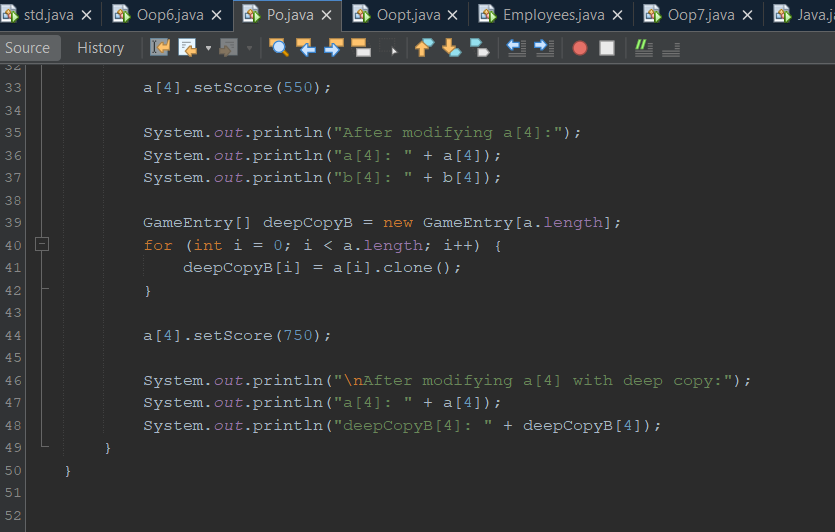 std.java Oop6.java Po.java Oopt.java Employees.java Oop7.java
Source History
32
33 a[4].setScore(550);
34
35 System.out.println("After modifying a[4]:");
36 System.out.println("a[4]: " + a[4]);
37 System.out.println("b[4]: " + b[4]);
38
39 GameEntry[] deepCopyB = new GameEntry[a.length];
40 for (int i = 0; i < a.length; i++) {
41 deepCopyB[i] = a[i].clone();
42 }
43
44 a[4].setScore(750);
45
46 System.out.println("\nAfter modifying a[4] with deep copy:");
47 System.out.println("a[4]: " + a[4]);
48 System.out.println("deepCopyB[4]: " + deepCopyB[4]);
49 }
50 }
51
52